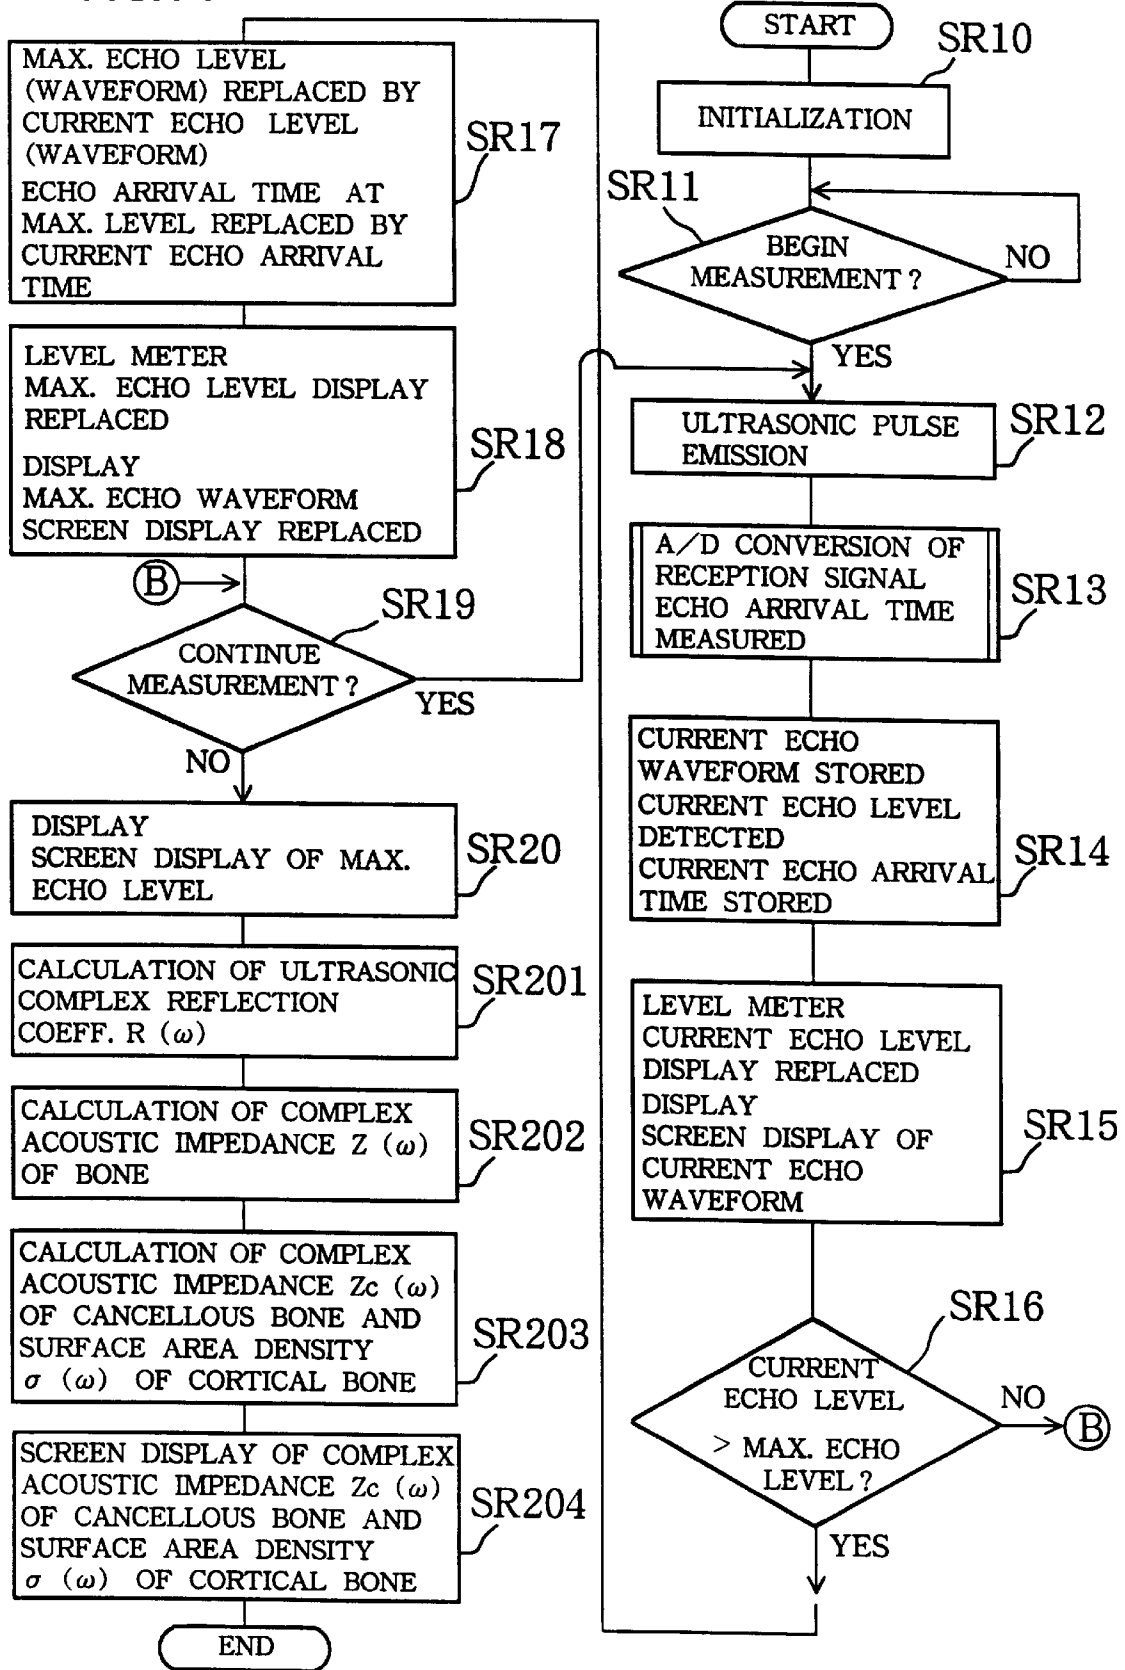 START
SR10
INITIALIZATION
SR11
BEGIN
MEASUREMENT ?
NO
YES
ULTRASONIC PULSE
EMISSION
SR12
A/D CONVERSION OF
RECEPTION SIGNAL
ECHO ARRIVAL TIME
MEASURED
SR13
CURRENT ECHO
WAVEFORM STORED
CURRENT ECHO LEVEL
DETECTED
CURRENT ECHO ARRIVAL
TIME STORED
SR14
LEVEL METER
CURRENT ECHO LEVEL
DISPLAY REPLACED
DISPLAY
SCREEN DISPLAY OF
CURRENT ECHO
WAVEFORM
SR15
SR16
CURRENT
ECHO LEVEL
> MAX. ECHO
LEVEL ?
NO
B
YES
MAX. ECHO LEVEL
(WAVEFORM) REPLACED BY
CURRENT ECHO LEVEL
(WAVEFORM)
ECHO ARRIVAL TIME AT
MAX. LEVEL REPLACED BY
CURRENT ECHO ARRIVAL
TIME
SR17
LEVEL METER
MAX. ECHO LEVEL DISPLAY
REPLACED
DISPLAY
MAX. ECHO WAVEFORM
SCREEN DISPLAY REPLACED
SR18
B
SR19
CONTINUE
MEASUREMENT ?
YES
NO
DISPLAY
SCREEN DISPLAY OF MAX.
ECHO LEVEL
SR20
CALCULATION OF ULTRASONIC
COMPLEX REFLECTION
COEFF. R (ω)
SR201
CALCULATION OF COMPLEX
ACOUSTIC IMPEDANCE Z (ω)
OF BONE
SR202
CALCULATION OF COMPLEX
ACOUSTIC IMPEDANCE Zc (ω)
OF CANCELLOUS BONE AND
SURFACE AREA DENSITY
σ (ω) OF CORTICAL BONE
SR203
SCREEN DISPLAY OF COMPLEX
ACOUSTIC IMPEDANCE Zc (ω)
OF CANCELLOUS BONE AND
SURFACE AREA DENSITY
σ (ω) OF CORTICAL BONE
SR204
END